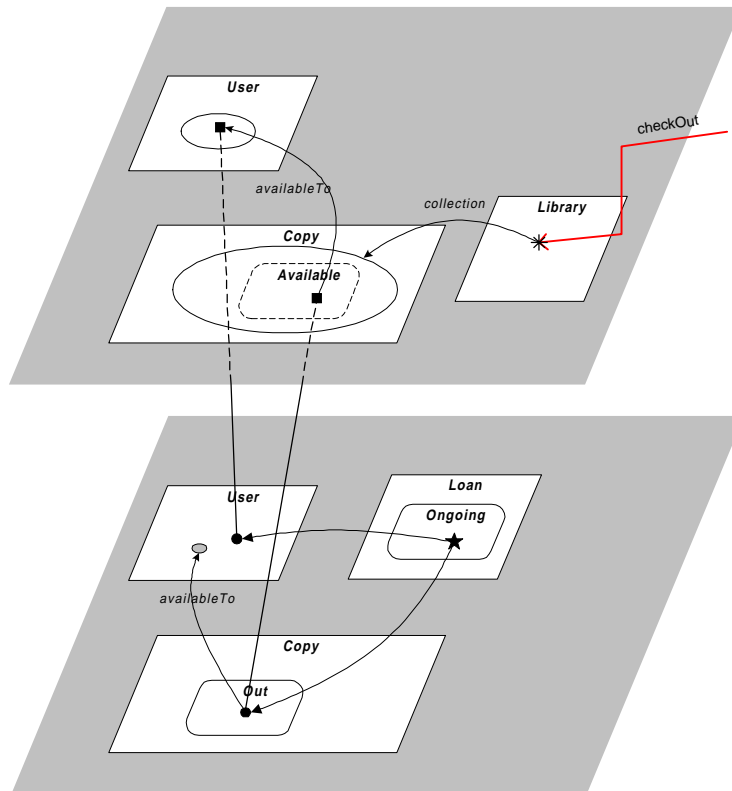 User
checkOut
availableTo
collection
Library
Copy
Available
Loan
User
Ongoing
availableTo
Copy
Out